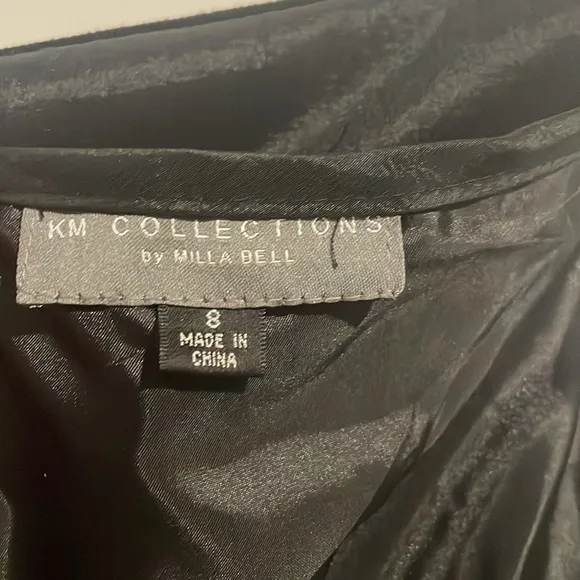 KM COLLECTIONS
by MILLA BELL
8
MADE IN
CHINA